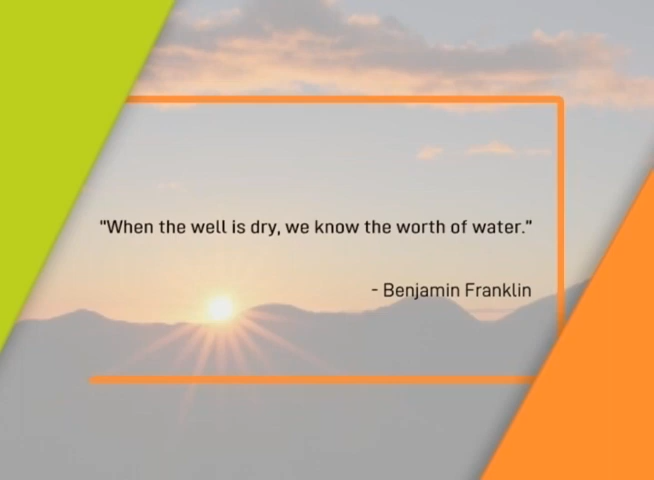 "When the well is dry, we know the worth of water."
- Benjamin Franklin